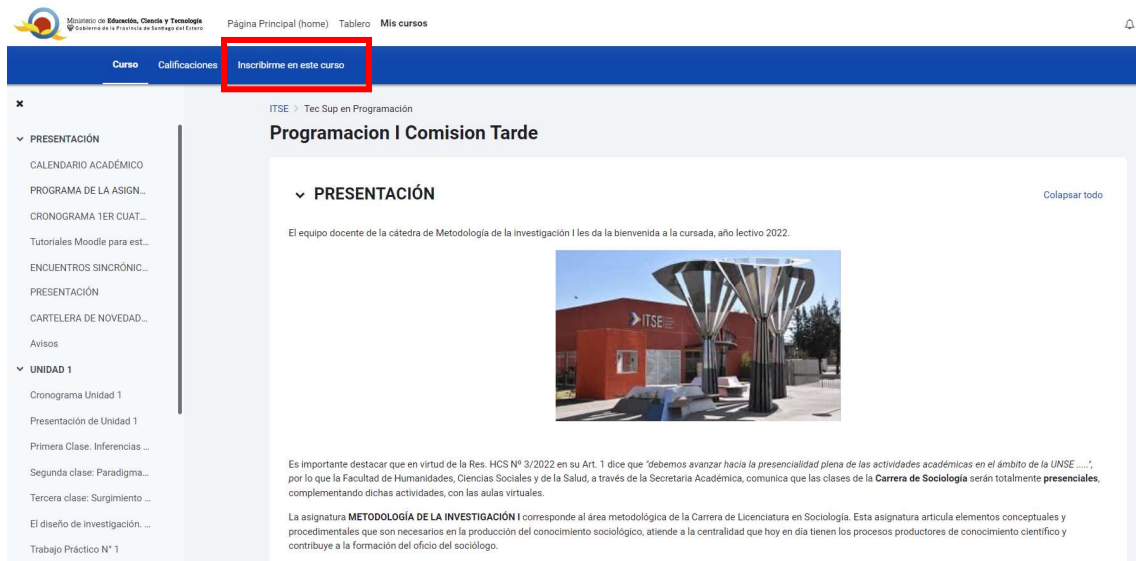 Ministerio de Educación, Ciencia y Tecnología
Gobierno de la Provincia de Santiago del Estero
Página Principal (home) Tablero Mis cursos
Curso Calificaciones Inscribirme en este curso
PRESENTACIÓN
CALENDARIO ACADÉMICO
PROGRAMA DE LA ASIGN...
CRONOGRAMA 1ER CUAT...
Tutoriales Moodle para est...
ENCUENTROS SINCRÓNIC...
PRESENTACIÓN
CARTELERA DE NOVEDAD...
Avisos
UNIDAD 1
Cronograma Unidad 1
Presentación de Unidad 1
Primera Clase. Inferencias ...
Segunda clase: Paradigma...
Tercera clase: Surgimiento ...
El diseño de investigación. ...
Trabajo Práctico N° 1
ITSE > Tec Sup en Programación
Programacion I Comision Tarde
PRESENTACIÓN
Colapsar todo
El equipo docente de la cátedra de Metodología de la investigación I les da la bienvenida a la cursada, año lectivo 2022.
ITSE
Es importante destacar que en virtud de la Res. HCS Nº 3/2022 en su Art. 1 dice que "debemos avanzar hacia la presencialidad plena de las actividades académicas en el ámbito de la UNSE .....",
por lo que la Facultad de Humanidades, Ciencias Sociales y de la Salud, a través de la Secretaria Académica, comunica que las clases de la Carrera de Sociología serán totalmente presenciales,
complementando dichas actividades, con las aulas virtuales.
La asignatura METODOLOGÍA DE LA INVESTIGACIÓN I corresponde al área metodológica de la Carrera de Licenciatura en Sociología. Esta asignatura articula elementos conceptuales y
procedimentales que son necesarios en la producción del conocimiento sociológico, atiende a la centralidad que hoy en día tienen los procesos productores de conocimiento científico y
contribuye a la formación del oficio del sociólogo.